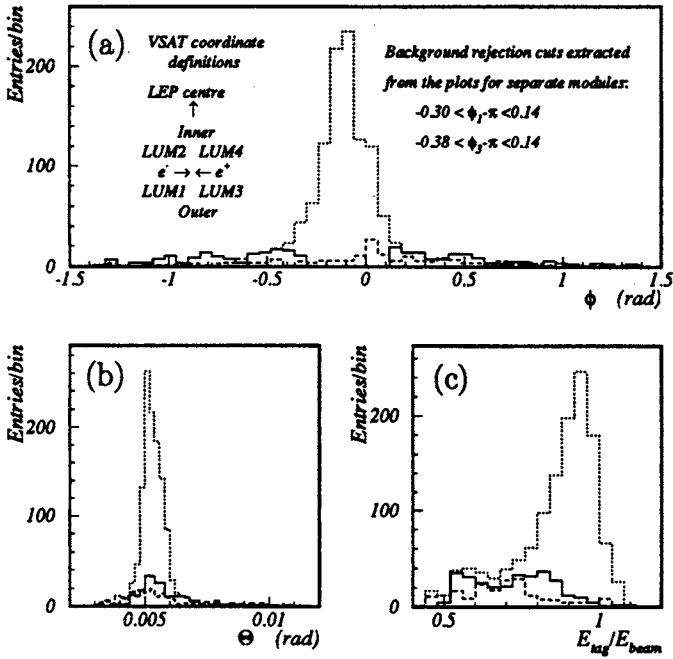 (a)
VSAT coordinate
definitions
LEP centre
↑
Inner
LUM2 LUM4
e⁻ →← e⁺
LUM1 LUM3
Outer
Background rejection cuts extracted
from the plots for separate modules:
-0.30 < ϕ₁-π <0.14
-0.38 < ϕ₃-π <0.14
Entries/bin
200
100
0
-1.5 -1 -0.5 0 0.5 1 1.5
ϕ (rad)
(b)
Entries/bin
200
100
0
0.005 0.01
Θ (rad)
(c)
Entries/bin
200
100
0
0.5 1
E_tag/E_beam